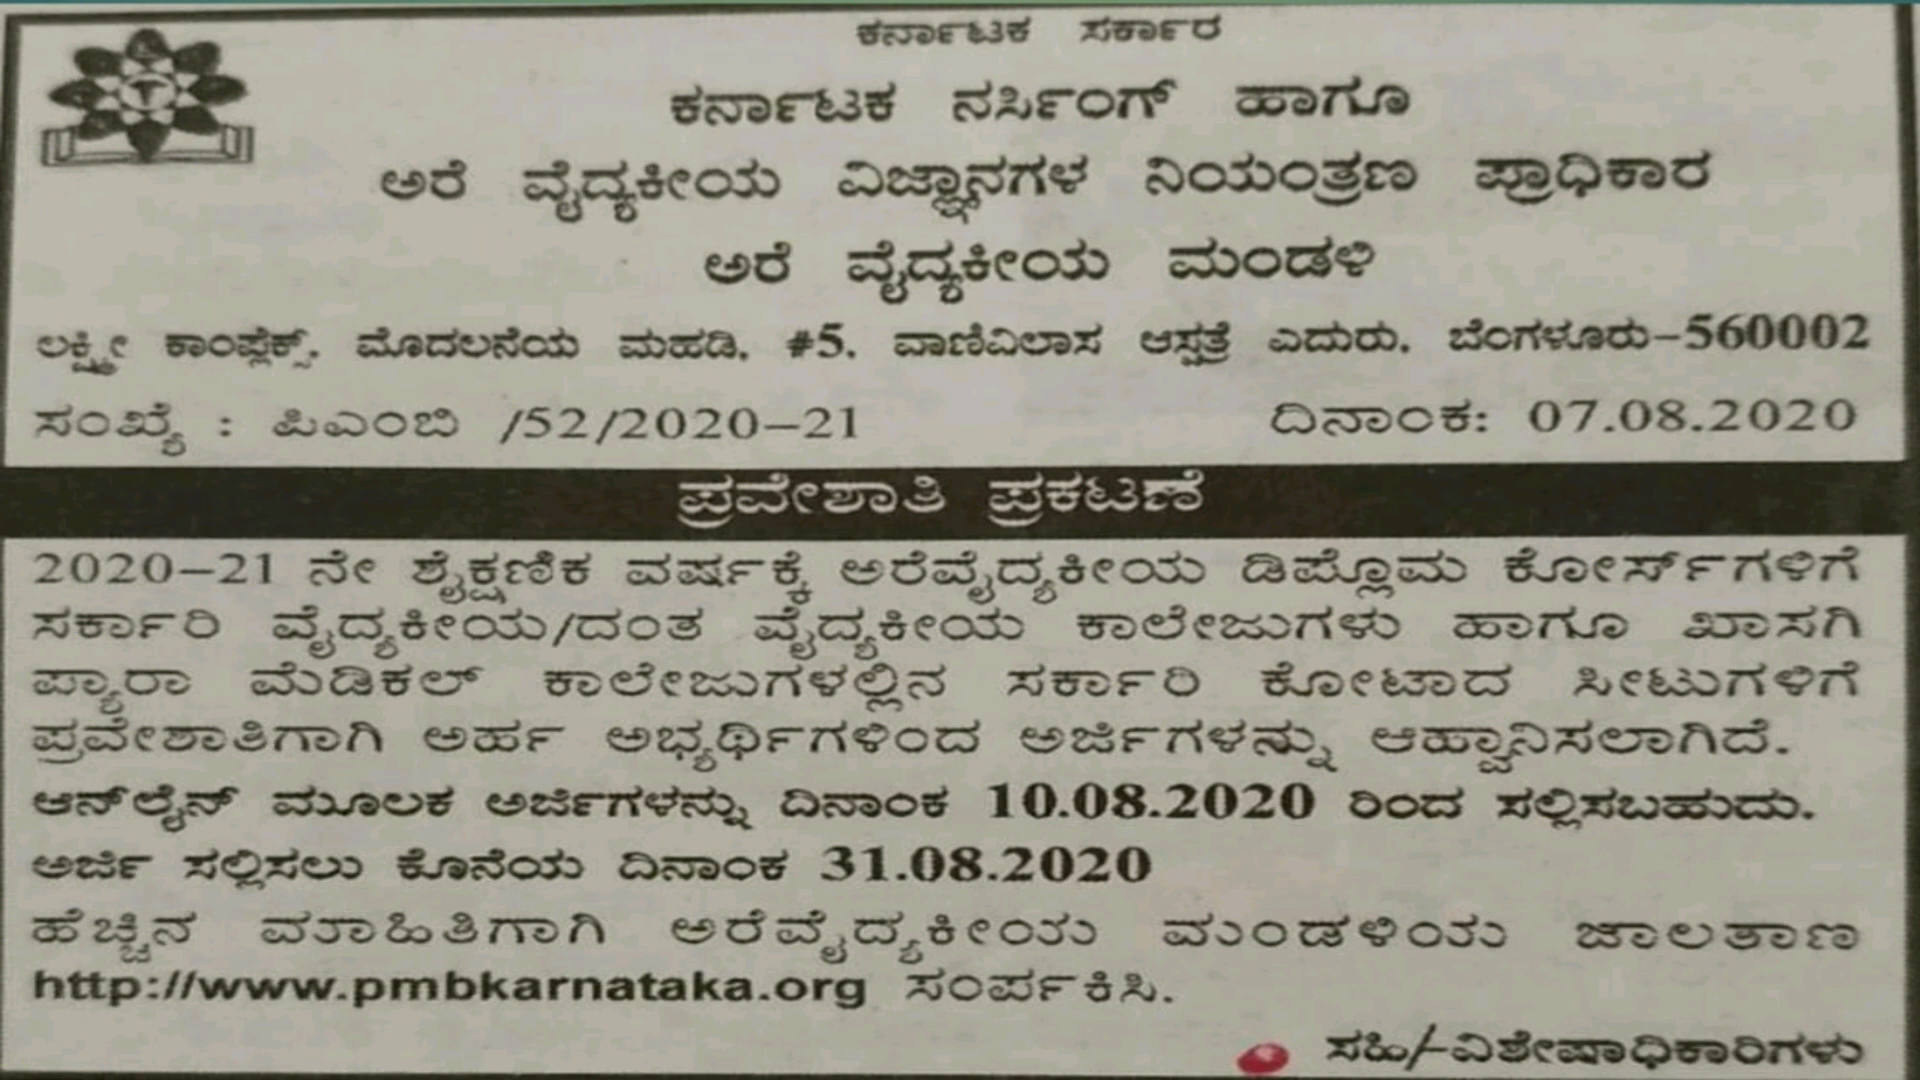 ಕರ್ನಾಟಕ ಸರ್ಕಾರ
ಕರ್ನಾಟಕ ನರ್ಸಿಂಗ್ ಹಾಗೂ
ಅರೆ ವೈದ್ಯಕೀಯ ವಿಜ್ಞಾನಗಳ ನಿಯಂತ್ರಣ ಪ್ರಾಧಿಕಾರ
ಅರೆ ವೈದ್ಯಕೀಯ ಮಂಡಳಿ
ಲಕ್ಷ್ಮೀ ಕಾಂಪ್ಲೆಕ್ಸ್, ಮೊದಲನೆಯ ಮಹಡಿ, #5, ವಾಣಿವಿಲಾಸ ಆಸ್ಪತ್ರೆ ಎದುರು, ಬೆಂಗಳೂರು-560002
ಸಂಖ್ಯೆ : ಪಿಎಂಬಿ /52/2020-21 ದಿನಾಂಕ: 07.08.2020
ಪ್ರವೇಶಾತಿ ಪ್ರಕಟಣೆ
2020-21 ನೇ ಶೈಕ್ಷಣಿಕ ವರ್ಷಕ್ಕೆ ಅರೆವೈದ್ಯಕೀಯ ಡಿಪ್ಲೊಮ ಕೋರ್ಸ್‌ಗಳಿಗೆ
ಸರ್ಕಾರಿ ವೈದ್ಯಕೀಯ/ದಂತ ವೈದ್ಯಕೀಯ ಕಾಲೇಜುಗಳು ಹಾಗೂ ಖಾಸಗಿ
ಪ್ಯಾರಾ ಮೆಡಿಕಲ್ ಕಾಲೇಜುಗಳಲ್ಲಿನ ಸರ್ಕಾರಿ ಕೋಟಾದ ಸೀಟುಗಳಿಗೆ
ಪ್ರವೇಶಾತಿಗಾಗಿ ಅರ್ಹ ಅಭ್ಯರ್ಥಿಗಳಿಂದ ಅರ್ಜಿಗಳನ್ನು ಆಹ್ವಾನಿಸಲಾಗಿದೆ.
ಆನ್‌ಲೈನ್ ಮೂಲಕ ಅರ್ಜಿಗಳನ್ನು ದಿನಾಂಕ 10.08.2020 ರಿಂದ ಸಲ್ಲಿಸಬಹುದು.
ಅರ್ಜಿ ಸಲ್ಲಿಸಲು ಕೊನೆಯ ದಿನಾಂಕ 31.08.2020
ಹೆಚ್ಚಿನ ಮಾಹಿತಿಗಾಗಿ ಅರೆವೈದ್ಯಕೀಯ ಮಂಡಳಿಯ ಜಾಲತಾಣ
http://www.pmbkarnataka.org ಸಂಪರ್ಕಿಸಿ.
ಸಹಿ/-ವಿಶೇಷಾಧಿಕಾರಿಗಳು